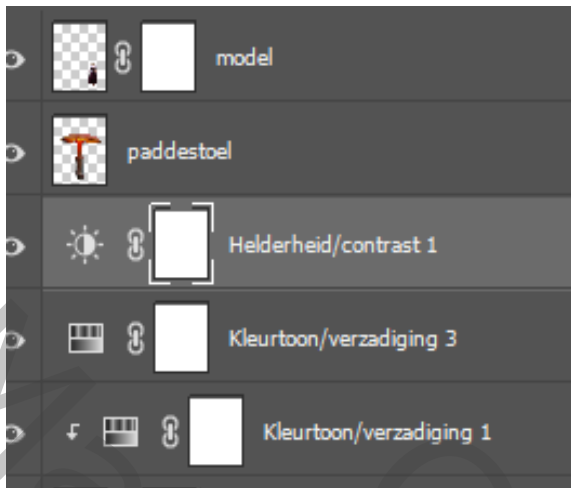 model
paddestoel
Helderheid/contrast 1
Kleurtoon/verzadiging 3
Kleurtoon/verzadiging 1